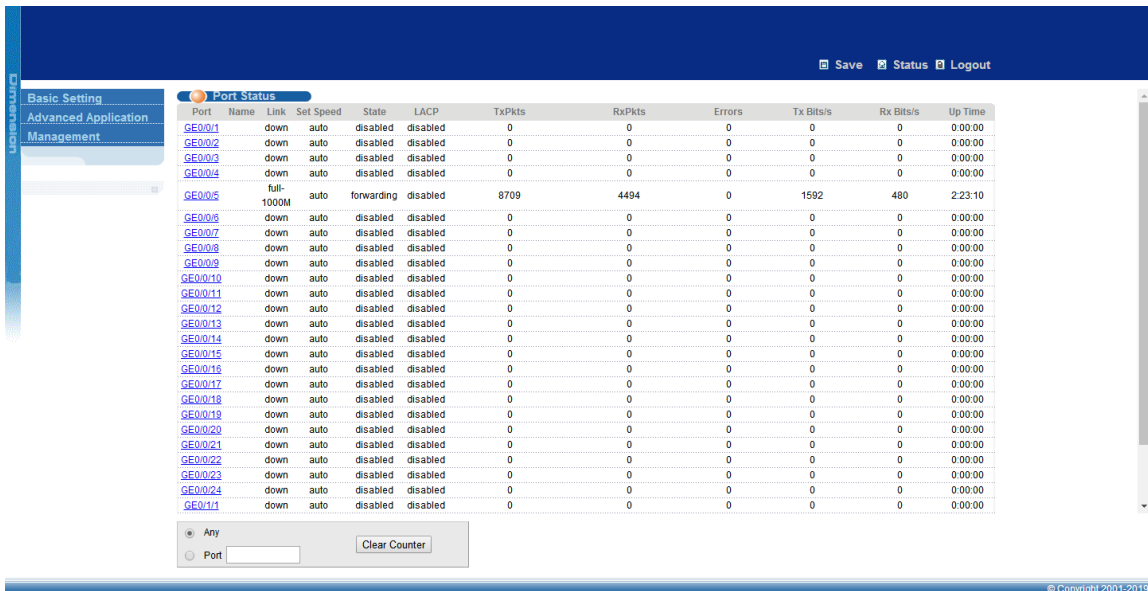 Save Status Logout
Dimension
Basic Setting
Advanced Application
Management
Port Status
Port Name Link Set Speed State LACP TxPkts RxPkts Errors Tx Bits/s Rx Bits/s Up Time
GE0/0/1 down auto disabled disabled 0 0 0 0 0 0:00:00
GE0/0/2 down auto disabled disabled 0 0 0 0 0 0:00:00
GE0/0/3 down auto disabled disabled 0 0 0 0 0 0:00:00
GE0/0/4 down auto disabled disabled 0 0 0 0 0 0:00:00
GE0/0/5 full-1000M auto forwarding disabled 8709 4494 0 1592 480 2:23:10
GE0/0/6 down auto disabled disabled 0 0 0 0 0 0:00:00
GE0/0/7 down auto disabled disabled 0 0 0 0 0 0:00:00
GE0/0/8 down auto disabled disabled 0 0 0 0 0 0:00:00
GE0/0/9 down auto disabled disabled 0 0 0 0 0 0:00:00
GE0/0/10 down auto disabled disabled 0 0 0 0 0 0:00:00
GE0/0/11 down auto disabled disabled 0 0 0 0 0 0:00:00
GE0/0/12 down auto disabled disabled 0 0 0 0 0 0:00:00
GE0/0/13 down auto disabled disabled 0 0 0 0 0 0:00:00
GE0/0/14 down auto disabled disabled 0 0 0 0 0 0:00:00
GE0/0/15 down auto disabled disabled 0 0 0 0 0 0:00:00
GE0/0/16 down auto disabled disabled 0 0 0 0 0 0:00:00
GE0/0/17 down auto disabled disabled 0 0 0 0 0 0:00:00
GE0/0/18 down auto disabled disabled 0 0 0 0 0 0:00:00
GE0/0/19 down auto disabled disabled 0 0 0 0 0 0:00:00
GE0/0/20 down auto disabled disabled 0 0 0 0 0 0:00:00
GE0/0/21 down auto disabled disabled 0 0 0 0 0 0:00:00
GE0/0/22 down auto disabled disabled 0 0 0 0 0 0:00:00
GE0/0/23 down auto disabled disabled 0 0 0 0 0 0:00:00
GE0/0/24 down auto disabled disabled 0 0 0 0 0 0:00:00
GE0/1/1 down auto disabled disabled 0 0 0 0 0 0:00:00
Any
Port
Clear Counter
© Copyright 2001-2019